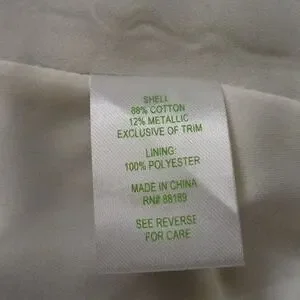 SHELL
88% COTTON
12% METALLIC
EXCLUSIVE OF TRIM
LINING:
100% POLYESTER
MADE IN CHINA
RN# 88189
SEE REVERSE
FOR CARE